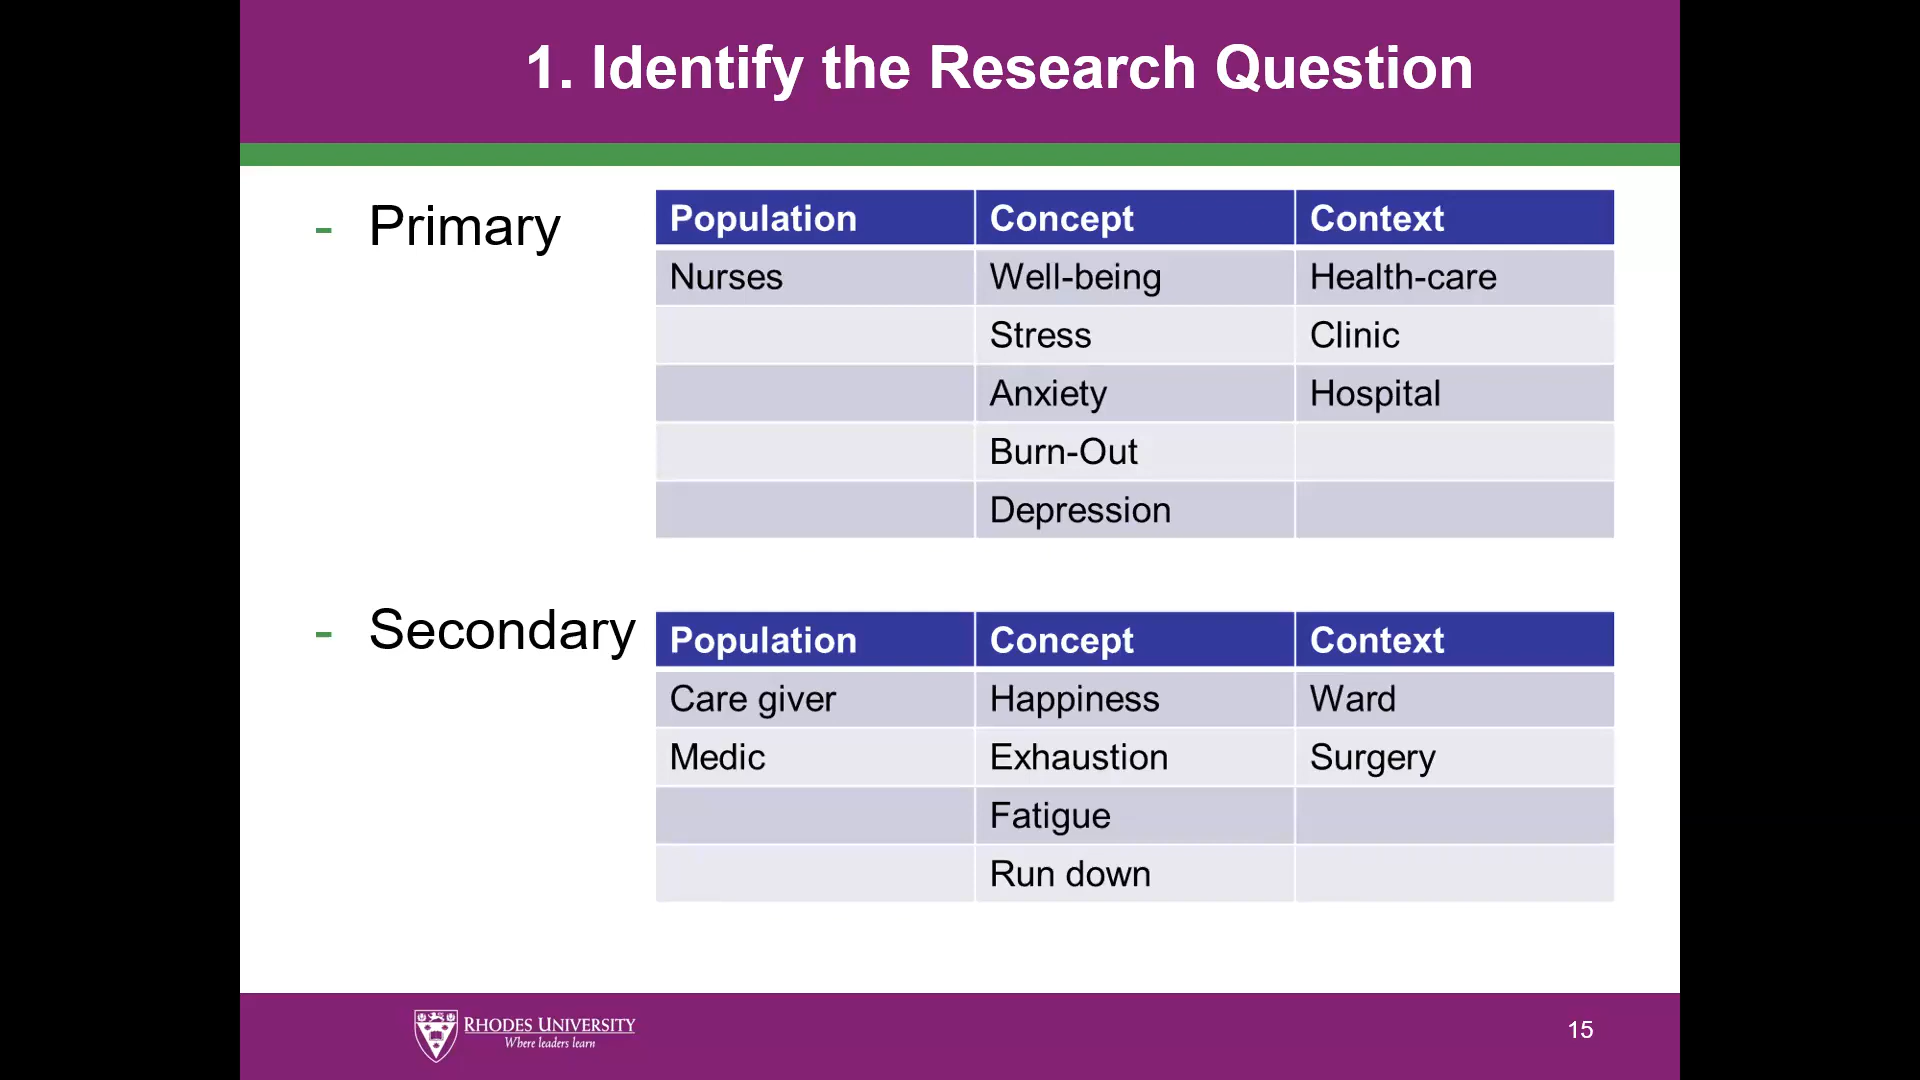 1. Identify the Research Question
- Primary
Population Concept Context
Nurses Well-being Health-care
Stress Clinic
Anxiety Hospital
Burn-Out
Depression
- Secondary
Population Concept Context
Care giver Happiness Ward
Medic Exhaustion Surgery
Fatigue
Run down
RHODES UNIVERSITY
Where leaders learn
15